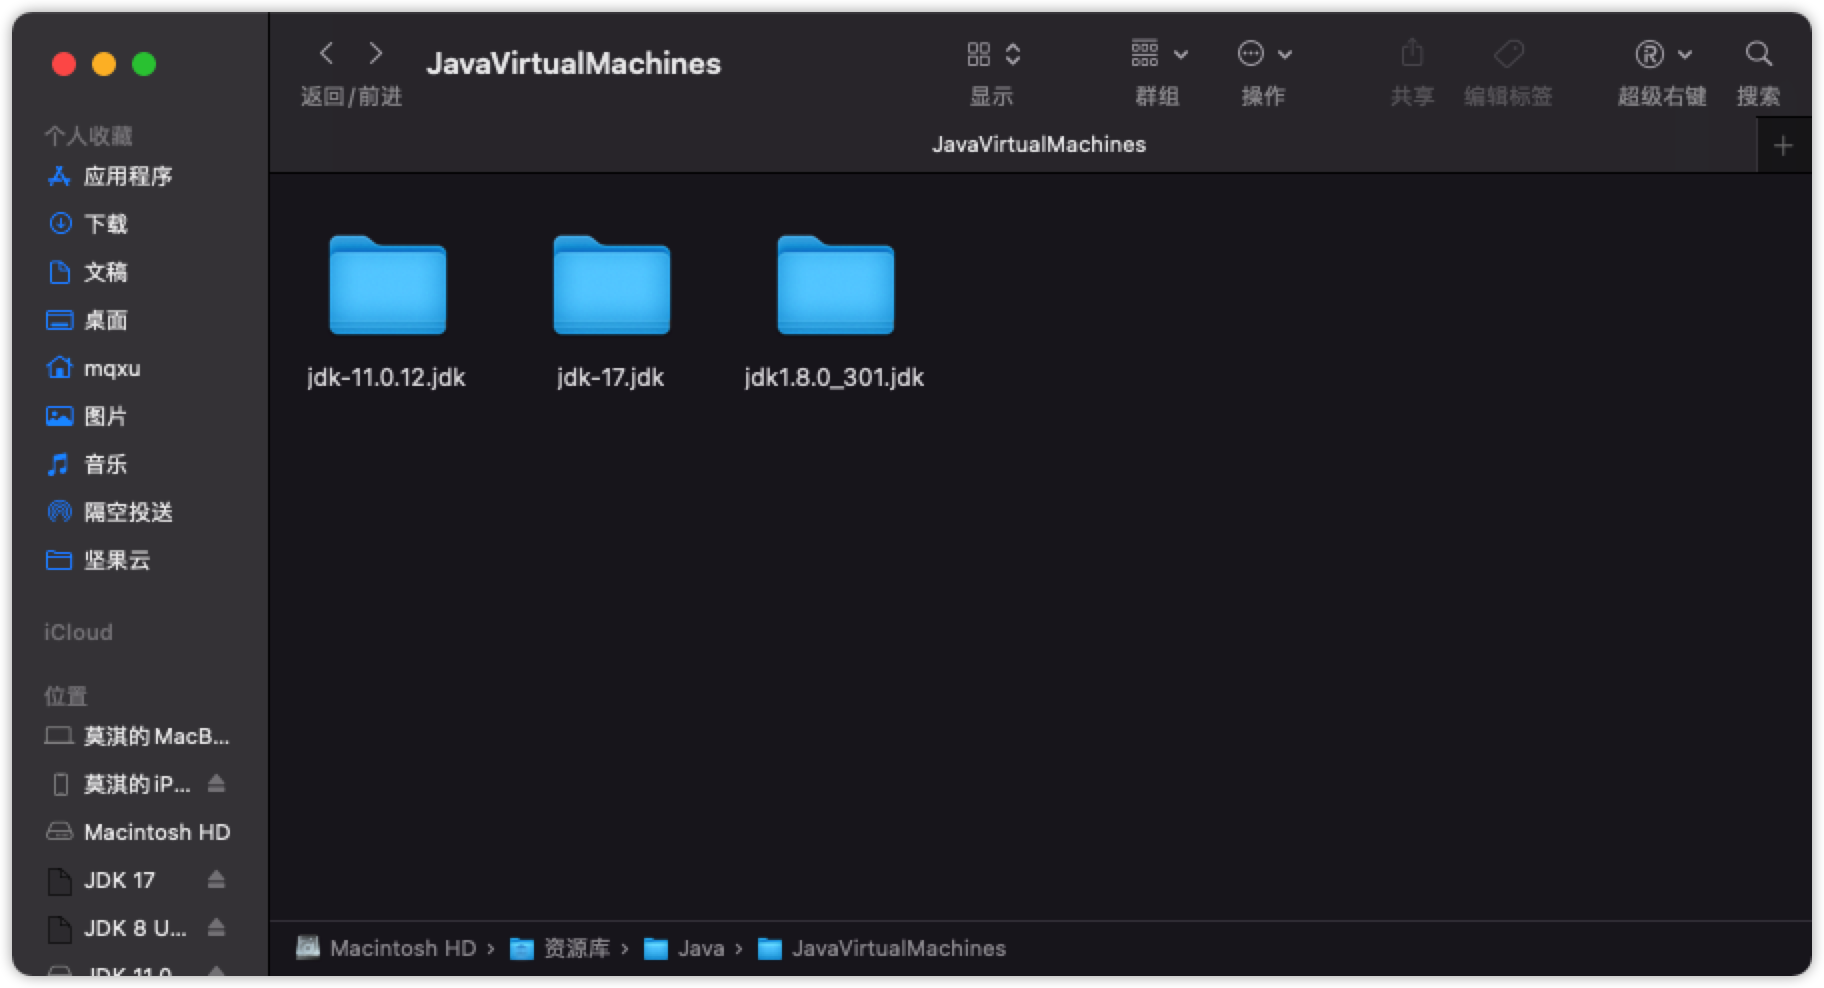 JavaVirtualMachines
返回/前进
显示
群组
操作
共享
编辑标签
超级右键
搜索
JavaVirtualMachines
个人收藏
应用程序
下载
文稿
桌面
mqxu
图片
音乐
隔空投送
坚果云
iCloud
位置
莫淇的 MacB...
莫淇的 iP...
Macintosh HD
JDK 17
JDK 8 U...
JDK 11.0
jdk-11.0.12.jdk
jdk-17.jdk
jdk1.8.0_301.jdk
Macintosh HD › 资源库 › Java › JavaVirtualMachines